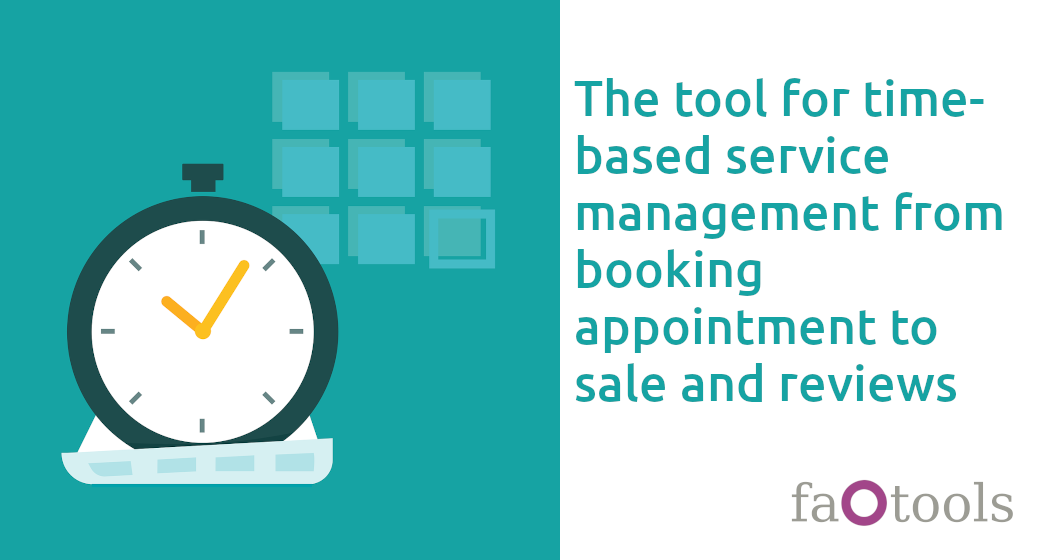 The tool for time-
based service
management from
booking
appointment to
sale and reviews
faOtools